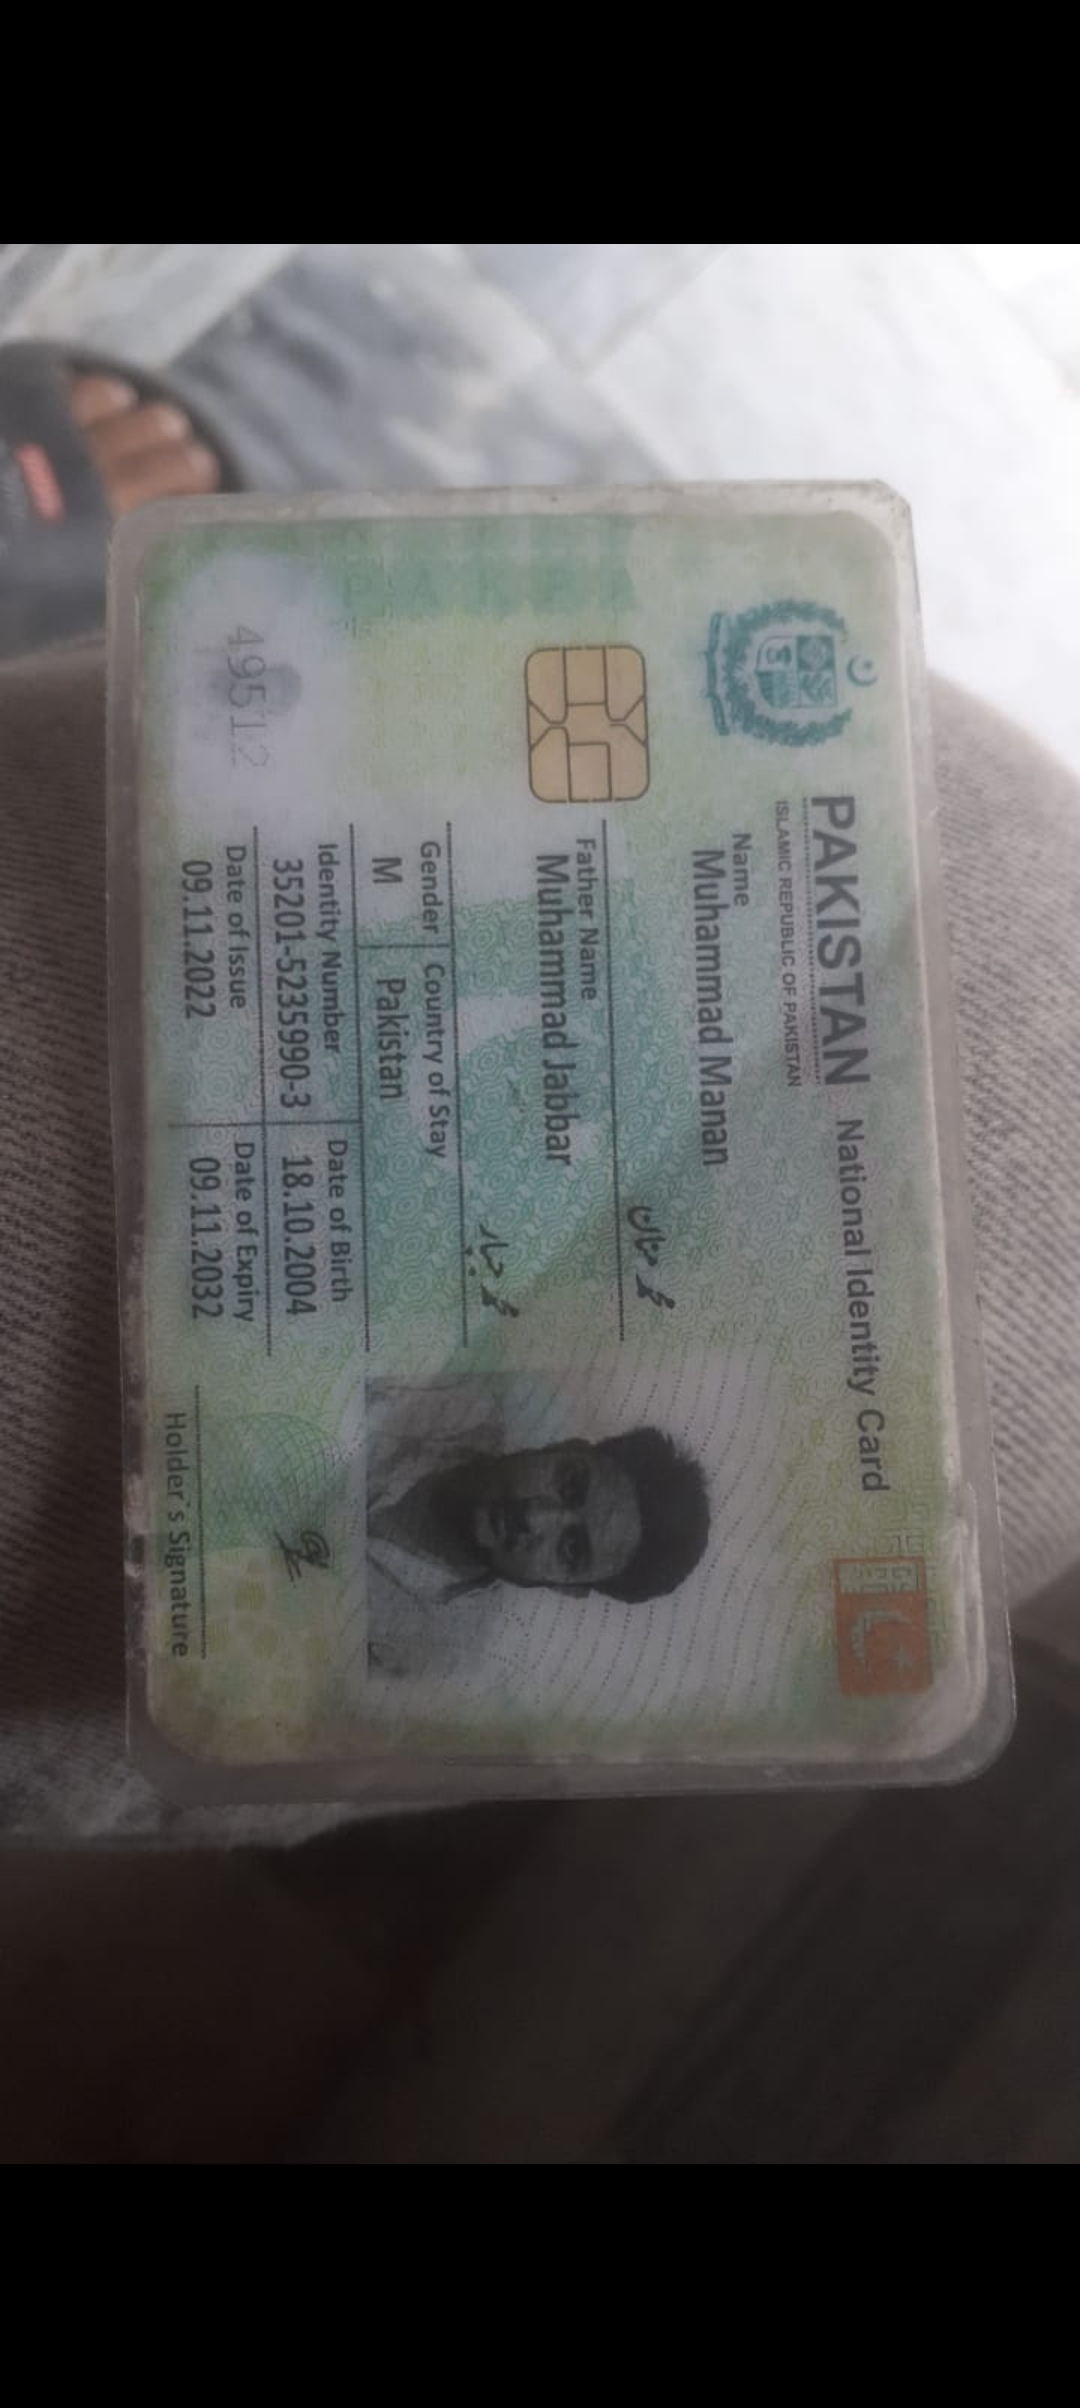 PAKISTAN National Identity Card
ISLAMIC REPUBLIC OF PAKISTAN
Name
Muhammad Manan
محمد منان
Father Name
Muhammad Jabbar
محمد جبار
Gender Country of Stay
M Pakistan
Identity Number Date of Birth
35201-5235990-3 18.10.2004
Date of Issue Date of Expiry
09.11.2022 09.11.2032
49512
Holder's Signature